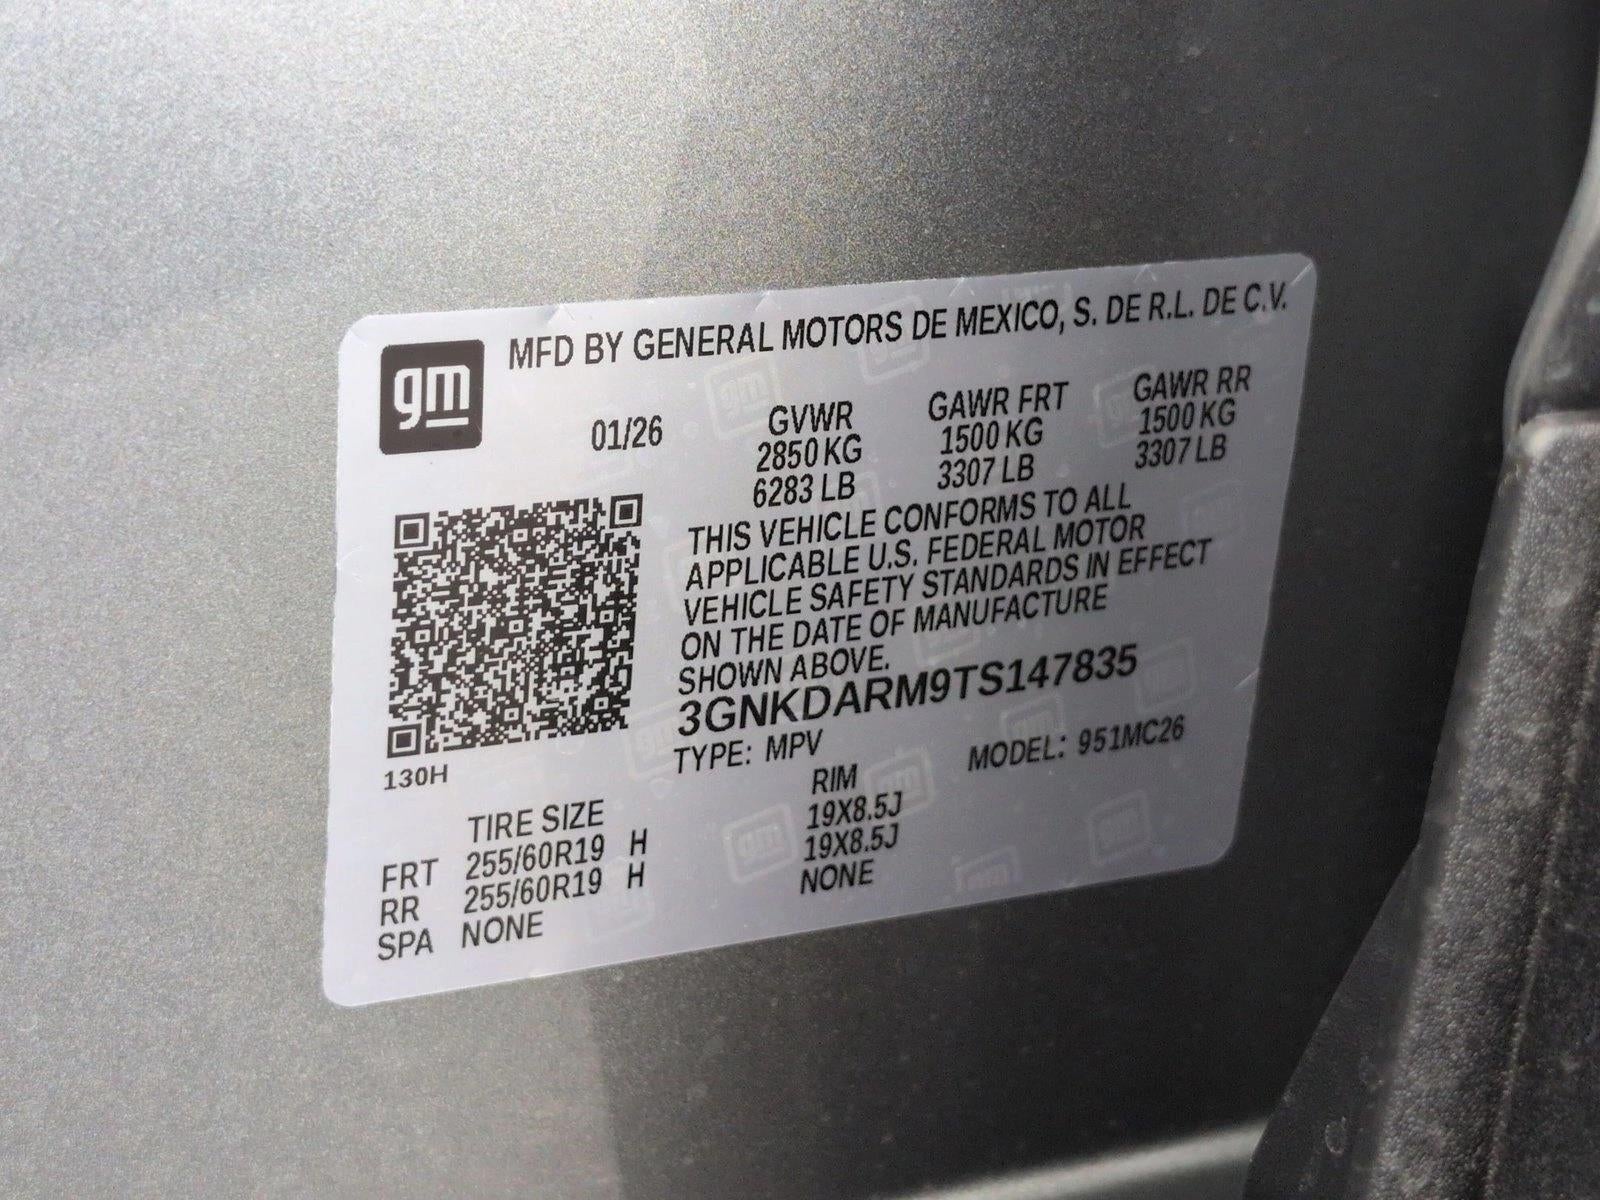 gm
MFD BY GENERAL MOTORS DE MEXICO, S. DE R.L. DE C.V.
01/26 GVWR GAWR FRT GAWR RR
2850 KG 1500 KG 1500 KG
6283 LB 3307 LB 3307 LB
THIS VEHICLE CONFORMS TO ALL
APPLICABLE U.S. FEDERAL MOTOR
VEHICLE SAFETY STANDARDS IN EFFECT
ON THE DATE OF MANUFACTURE
SHOWN ABOVE.
3GNKDARM9TS147835
TYPE: MPV MODEL: 951MC26
130H
TIRE SIZE RIM
FRT 255/60R19 H 19X8.5J
RR 255/60R19 H 19X8.5J
SPA NONE NONE